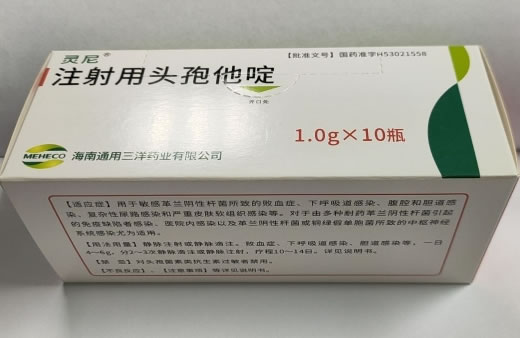 灵尼®
【批准文号】国药准字H53021558
注射用头孢他啶
开口处
1.0g×10瓶
MEHECO 海南通用三洋药业有限公司
【适应症】用于敏感革兰阴性杆菌所致的败血症、下呼吸道感染、腹腔和胆道感
染、复杂性尿路感染和严重皮肤软组织感染等。对于由多种耐药革兰阴性杆菌引起
的免疫缺陷者感染、医院内感染以及革兰阴性杆菌或铜绿假单胞菌所致的中枢神经
系统感染尤为适用。
【用法用量】静脉注射或静脉滴注。败血症、下呼吸道感染、胆道感染等,一日
4～6g,分2～3次静脉滴注或静脉注射,疗程10～14日。详见说明书。
【禁 忌】对头孢菌素类抗生素过敏者禁用。
【不良反应】、【注意事项】等详见说明书。